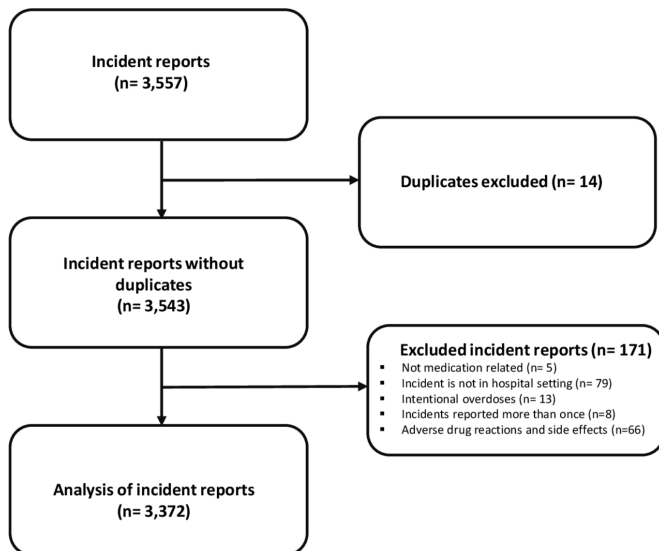 Incident reports
(n= 3,557)
Duplicates excluded (n= 14)
Incident reports without
duplicates
(n= 3,543)
Excluded incident reports (n= 171)
▪ Not medication related (n= 5)
▪ Incident is not in hospital setting (n= 79)
▪ Intentional overdoses (n= 13)
▪ Incidents reported more than once (n=8)
▪ Adverse drug reactions and side effects (n=66)
Analysis of incident reports
(n= 3,372)